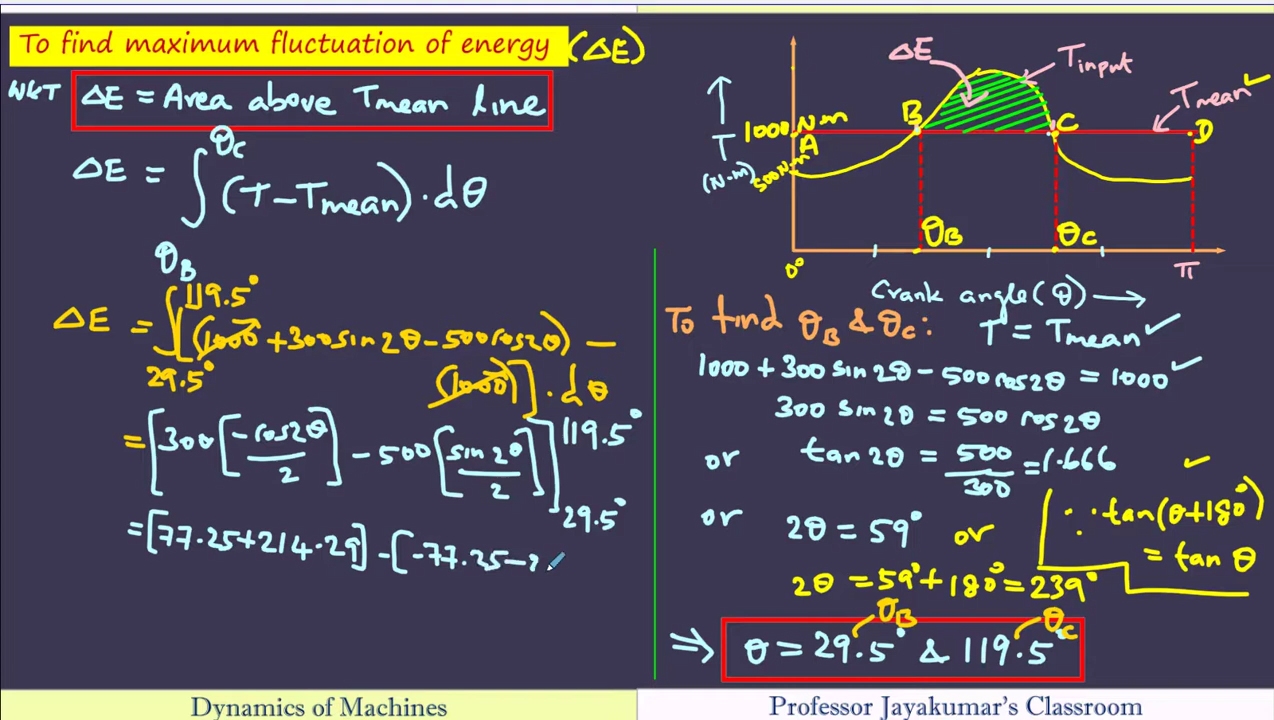 To find maximum fluctuation of energy (ΔE)
WKT ΔE = Area above Tmean line
ΔE = ∫ θB θC (T - Tmean) · dθ
ΔE = ∫ 29.5° 119.5° [(1000 + 300 sin 2θ - 500 cos 2θ) -
(1000)] · dθ
= [300 [-cos2θ / 2] - 500 [sin 2θ / 2]] 119.5° 29.5°
= [77.25 + 214.29] - [-77.25 - 2
ΔE
Tinput
Tmean ✓
B
C
1000 N-m
A
D
T
(N-m)
500 N-m
θB
θC
0°
π
Crank angle (θ) →
To find θB & θC:
T = Tmean ✓
1000 + 300 sin 2θ - 500 cos 2θ = 1000 ✓
300 sin 2θ = 500 cos 2θ
or tan 2θ = 500 / 300 = 1.666 ✓
or 2θ = 59° or
∵ tan(θ+180°)
= tan θ
2θ = 59° + 180° = 239°
θB θC
⇒ θ = 29.5° & 119.5°
Dynamics of Machines
Professor Jayakumar's Classroom